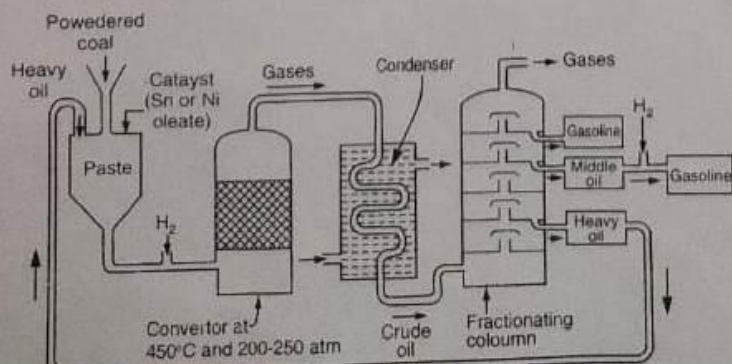 Powedered
coal
Heavy
oil
Catayst
(Sn or Ni
oleate)
Paste
H₂
Gases
Condenser
Convertor at
450°C and 200-250 atm
Crude
oil
Fractionating
coloumn
Gases
Gasoline
H₂
Middle
oil
Gasoline
Heavy
oil